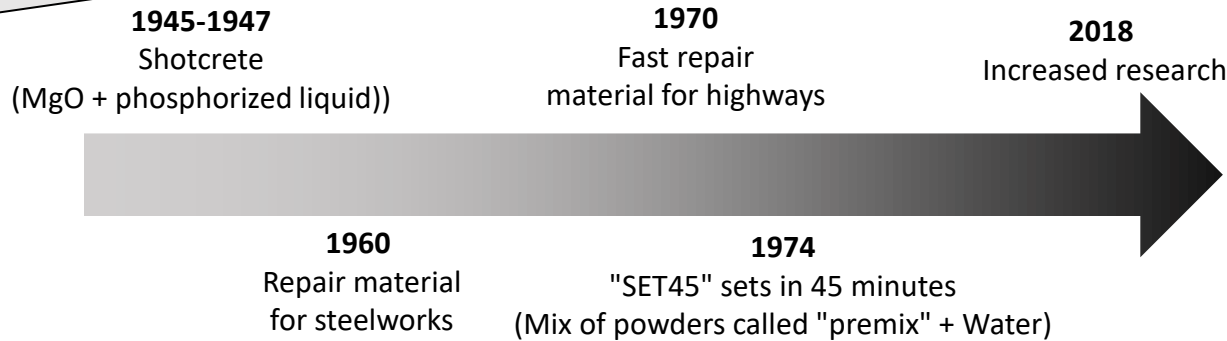 1945-1947
Shotcrete
(MgO + phosphorized liquid))
1960
Repair material
for steelworks
1970
Fast repair
material for highways
1974
"SET45" sets in 45 minutes
(Mix of powders called "premix" + Water)
2018
Increased research